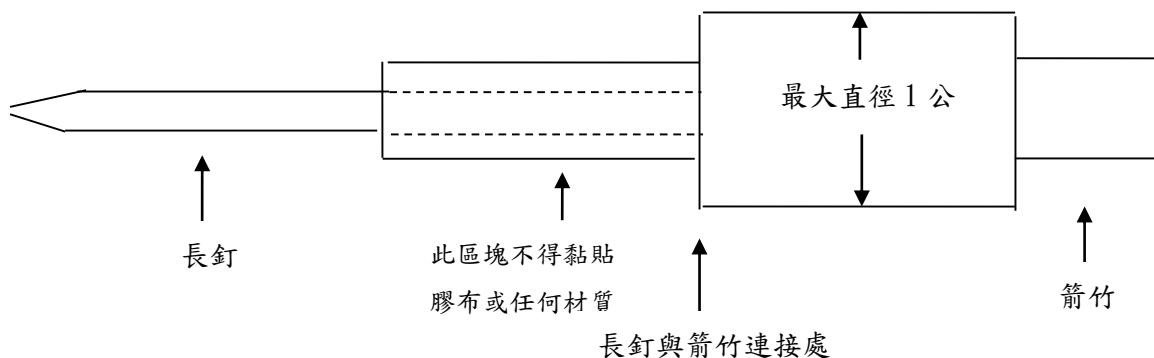 最大直徑 1 公
長釘
此區塊不得黏貼
膠布或任何材質
箭竹
長釘與箭竹連接處